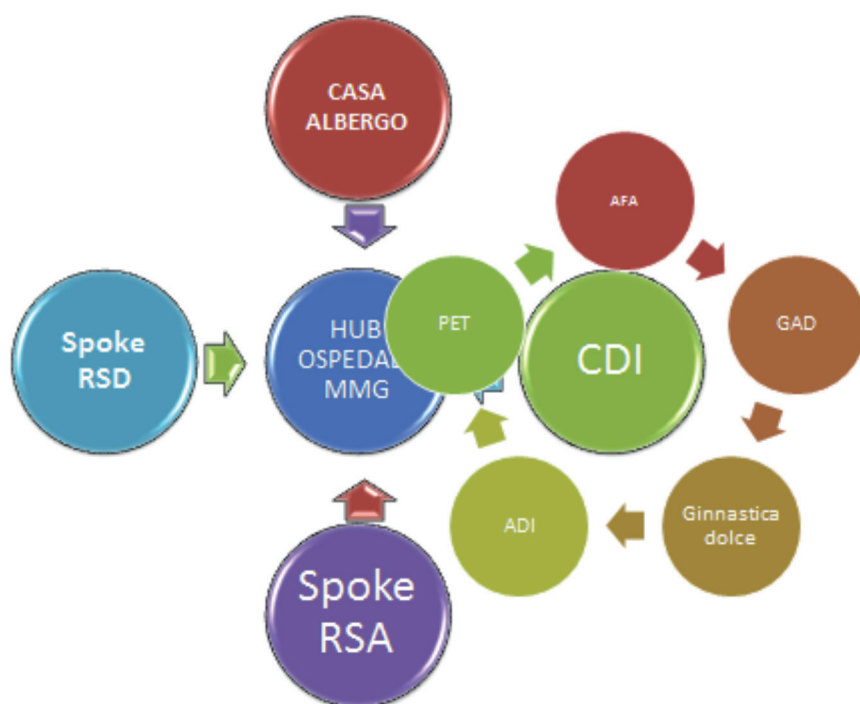 CASA
ALBERGO
AFA
Spoke
RSD
HUB
MMG
PET
CDI
GAD
ADI
Ginnastica
dolce
Spoke
RSA